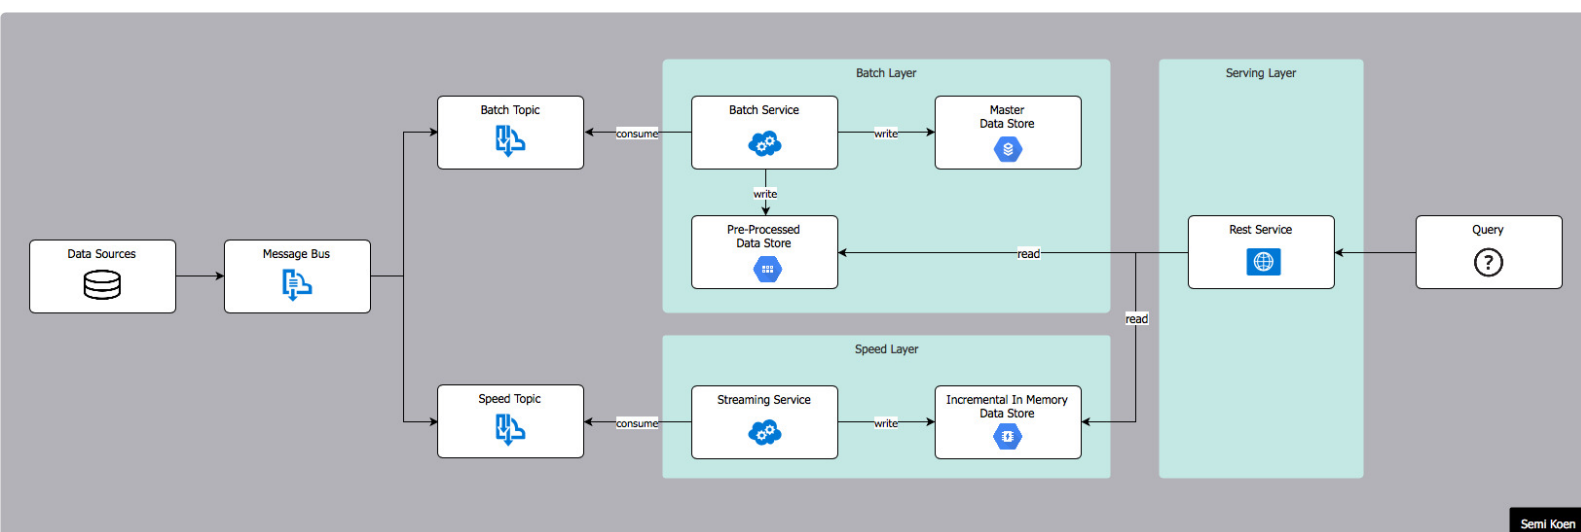 Batch Layer
Serving Layer
Batch Topic
consume
Batch Service
write
Master
Data Store
write
Data Sources
Message Bus
Pre-Processed
Data Store
read
Rest Service
Query
?
read
Speed Layer
Speed Topic
consume
Streaming Service
write
Incremental In Memory
Data Store
Semi Koen